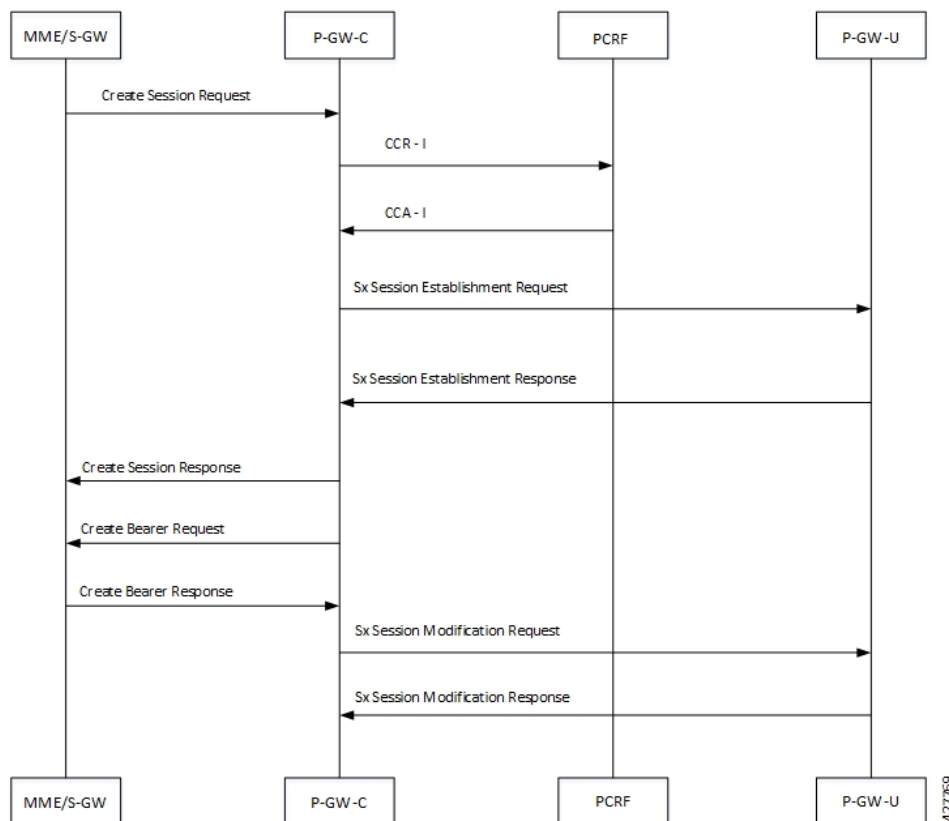 MME/S-GW
P-GW-C
PCRF
P-GW-U
Create Session Request
CCR - I
CCA - I
Sx Session Establishment Request
Sx Session Establishment Response
Create Session Response
Create Bearer Request
Create Bearer Response
Sx Session Modification Request
Sx Session Modification Response
MME/S-GW
P-GW-C
PCRF
P-GW-U